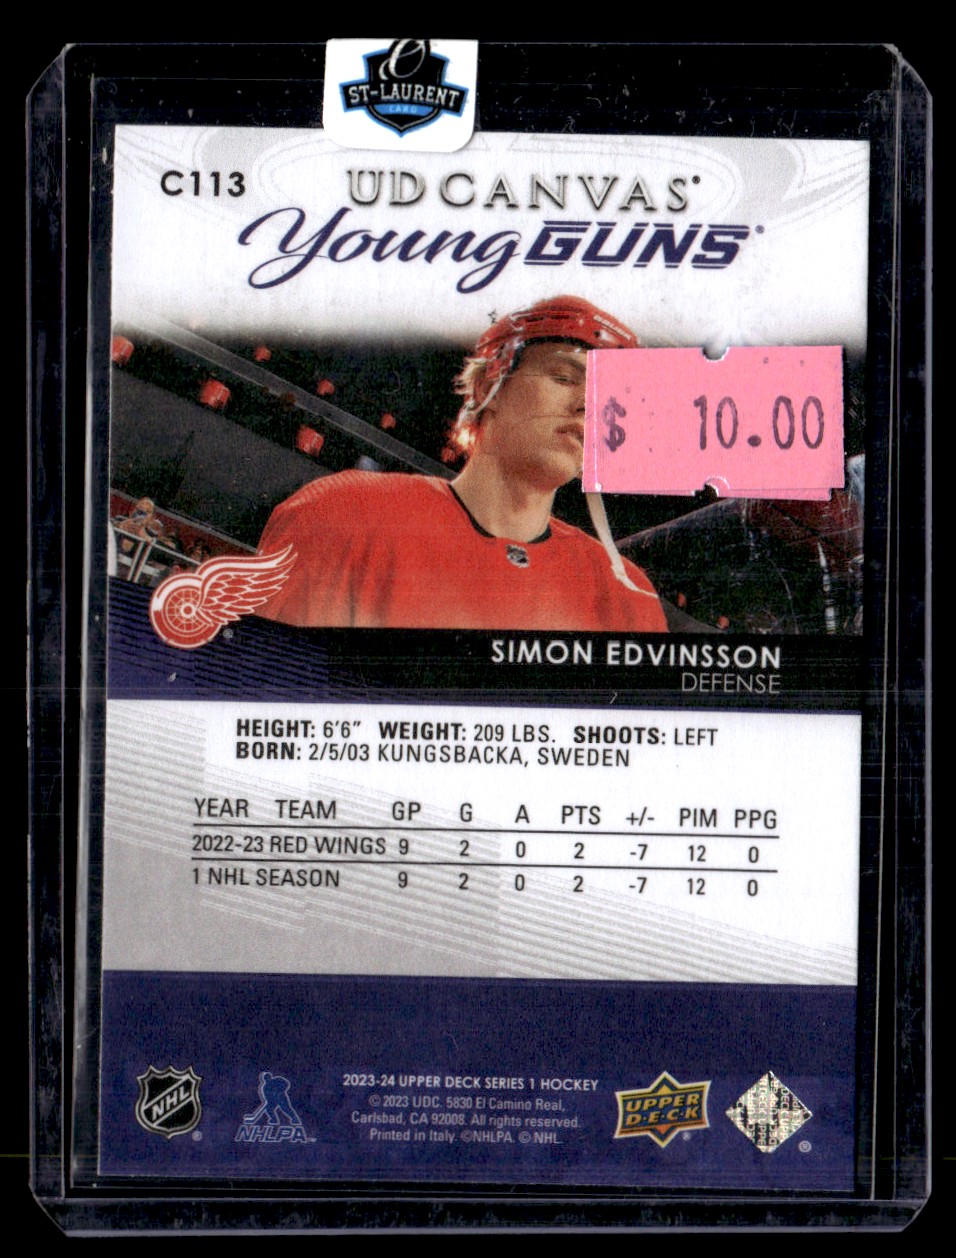 ST-LAURENT
CARD
C113
UD CANVAS®
Young GUNS®
$ 10.00
SIMON EDVINSSON
DEFENSE
HEIGHT: 6'6" WEIGHT: 209 LBS. SHOOTS: LEFT
BORN: 2/5/03 KUNGSBACKA, SWEDEN
YEAR TEAM GP G A PTS +/- PIM PPG
2022-23 RED WINGS 9 2 0 2 -7 12 0
1 NHL SEASON 9 2 0 2 -7 12 0
2023-24 UPPER DECK SERIES 1 HOCKEY
© 2023 UDC. 5830 El Camino Real,
Carlsbad, CA 92008. All rights reserved.
Printed in Italy. ©NHLPA. © NHL.
NHL ®
NHLPA
UPPER
D·E·C·K ®
®